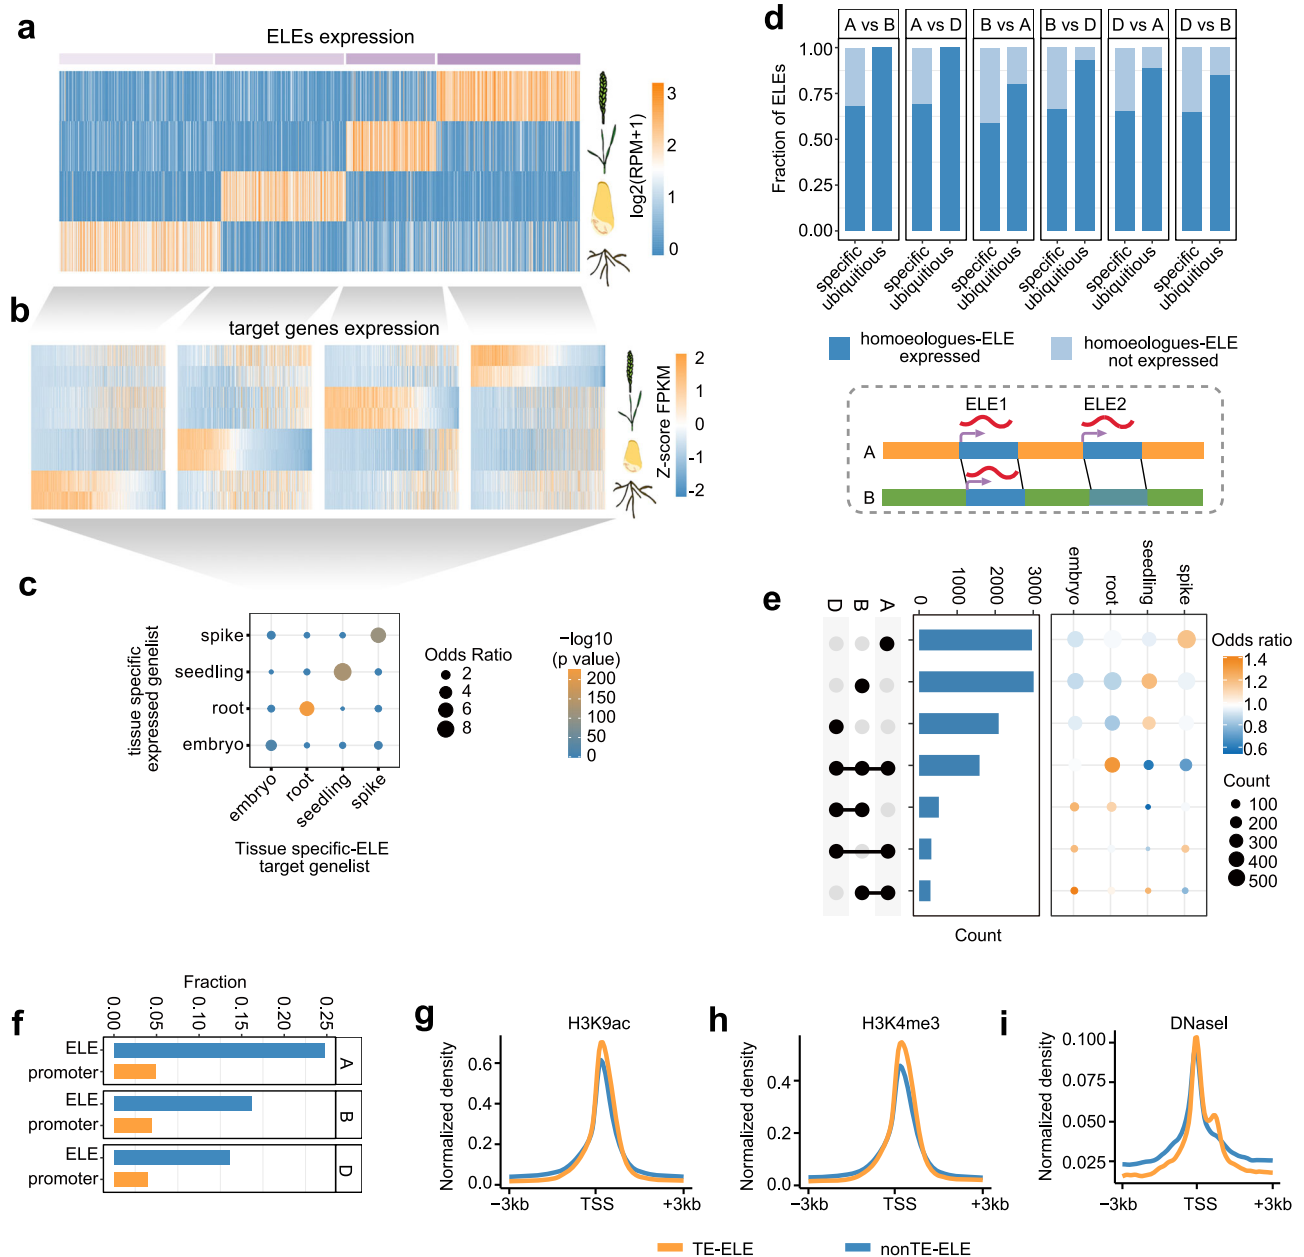 a
ELEs expression
log2(RPM+1)
3
2
1
0
b
target genes expression
Z-score FPKM
2
1
0
-1
-2
c
tissue specific
expressed genelist
spike
seedling
root
embryo
embryo
root
seedling
spike
Tissue specific-ELE
target genelist
Odds Ratio
2
4
6
8
−log10
(p value)
200
150
100
50
0
d
A vs B
A vs D
B vs A
B vs D
D vs A
D vs B
Fraction of ELEs
1.00
0.75
0.50
0.25
0.00
specific
ubiquitious
specific
ubiquitious
specific
ubiquitious
specific
ubiquitious
specific
ubiquitious
specific
ubiquitious
homoeologues-ELE
expressed
homoeologues-ELE
not expressed
ELE1
ELE2
A
B
e
D
B
A
0
1000
2000
3000
Count
embryo
root
seedling
spike
Odds ratio
1.4
1.2
1.0
0.8
0.6
Count
100
200
300
400
500
f
Fraction
0.00
0.05
0.10
0.15
0.20
0.25
ELE
promoter
A
ELE
promoter
B
ELE
promoter
D
g
H3K9ac
Normalized density
0.6
0.4
0.2
0.0
−3kb
TSS
+3kb
h
H3K4me3
Normalized density
0.4
0.2
0.0
−3kb
TSS
+3kb
i
DNaseI
Normalized density
0.100
0.075
0.050
0.025
−3kb
TSS
+3kb
TE-ELE
nonTE-ELE